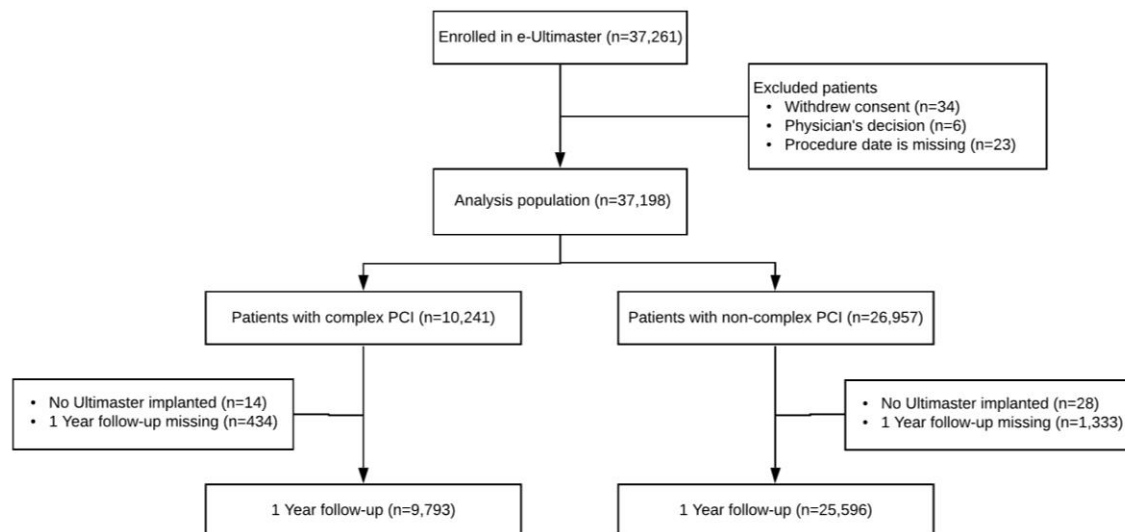 Enrolled in e-Ultimaster (n=37,261)
Excluded patients
• Withdrew consent (n=34)
• Physician's decision (n=6)
• Procedure date is missing (n=23)
Analysis population (n=37,198)
Patients with complex PCI (n=10,241)
Patients with non-complex PCI (n=26,957)
• No Ultimaster implanted (n=14)
• 1 Year follow-up missing (n=434)
• No Ultimaster implanted (n=28)
• 1 Year follow-up missing (n=1,333)
1 Year follow-up (n=9,793)
1 Year follow-up (n=25,596)